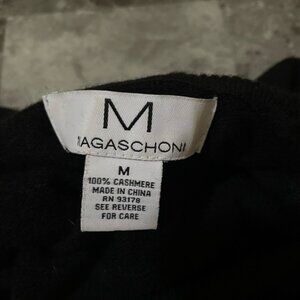 M
MAGASCHONI
M
100% CASHMERE
MADE IN CHINA
RN 93178
SEE REVERSE
FOR CARE